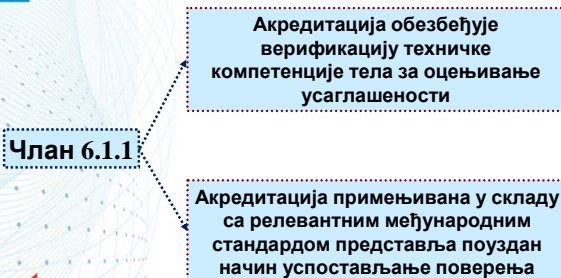 Акредитација обезбеђује
верификацију техничке
компетенције тела за оцењивање
усаглашености
Члан 6.1.1
Акредитација примењивана у складу
са релевантним међународним
стандардом представља поуздан
начин успостављање поверења